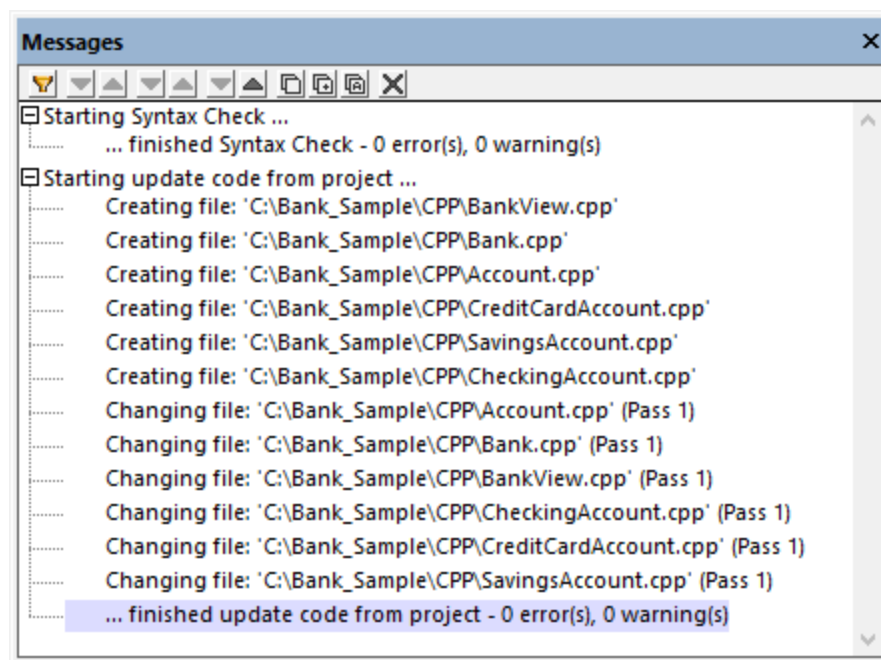 Messages
Starting Syntax Check ...
... finished Syntax Check - 0 error(s), 0 warning(s)
Starting update code from project ...
Creating file: 'C:\Bank_Sample\CPP\BankView.cpp'
Creating file: 'C:\Bank_Sample\CPP\Bank.cpp'
Creating file: 'C:\Bank_Sample\CPP\Account.cpp'
Creating file: 'C:\Bank_Sample\CPP\CreditCardAccount.cpp'
Creating file: 'C:\Bank_Sample\CPP\SavingsAccount.cpp'
Creating file: 'C:\Bank_Sample\CPP\CheckingAccount.cpp'
Changing file: 'C:\Bank_Sample\CPP\Account.cpp' (Pass 1)
Changing file: 'C:\Bank_Sample\CPP\Bank.cpp' (Pass 1)
Changing file: 'C:\Bank_Sample\CPP\BankView.cpp' (Pass 1)
Changing file: 'C:\Bank_Sample\CPP\CheckingAccount.cpp' (Pass 1)
Changing file: 'C:\Bank_Sample\CPP\CreditCardAccount.cpp' (Pass 1)
Changing file: 'C:\Bank_Sample\CPP\SavingsAccount.cpp' (Pass 1)
... finished update code from project - 0 error(s), 0 warning(s)